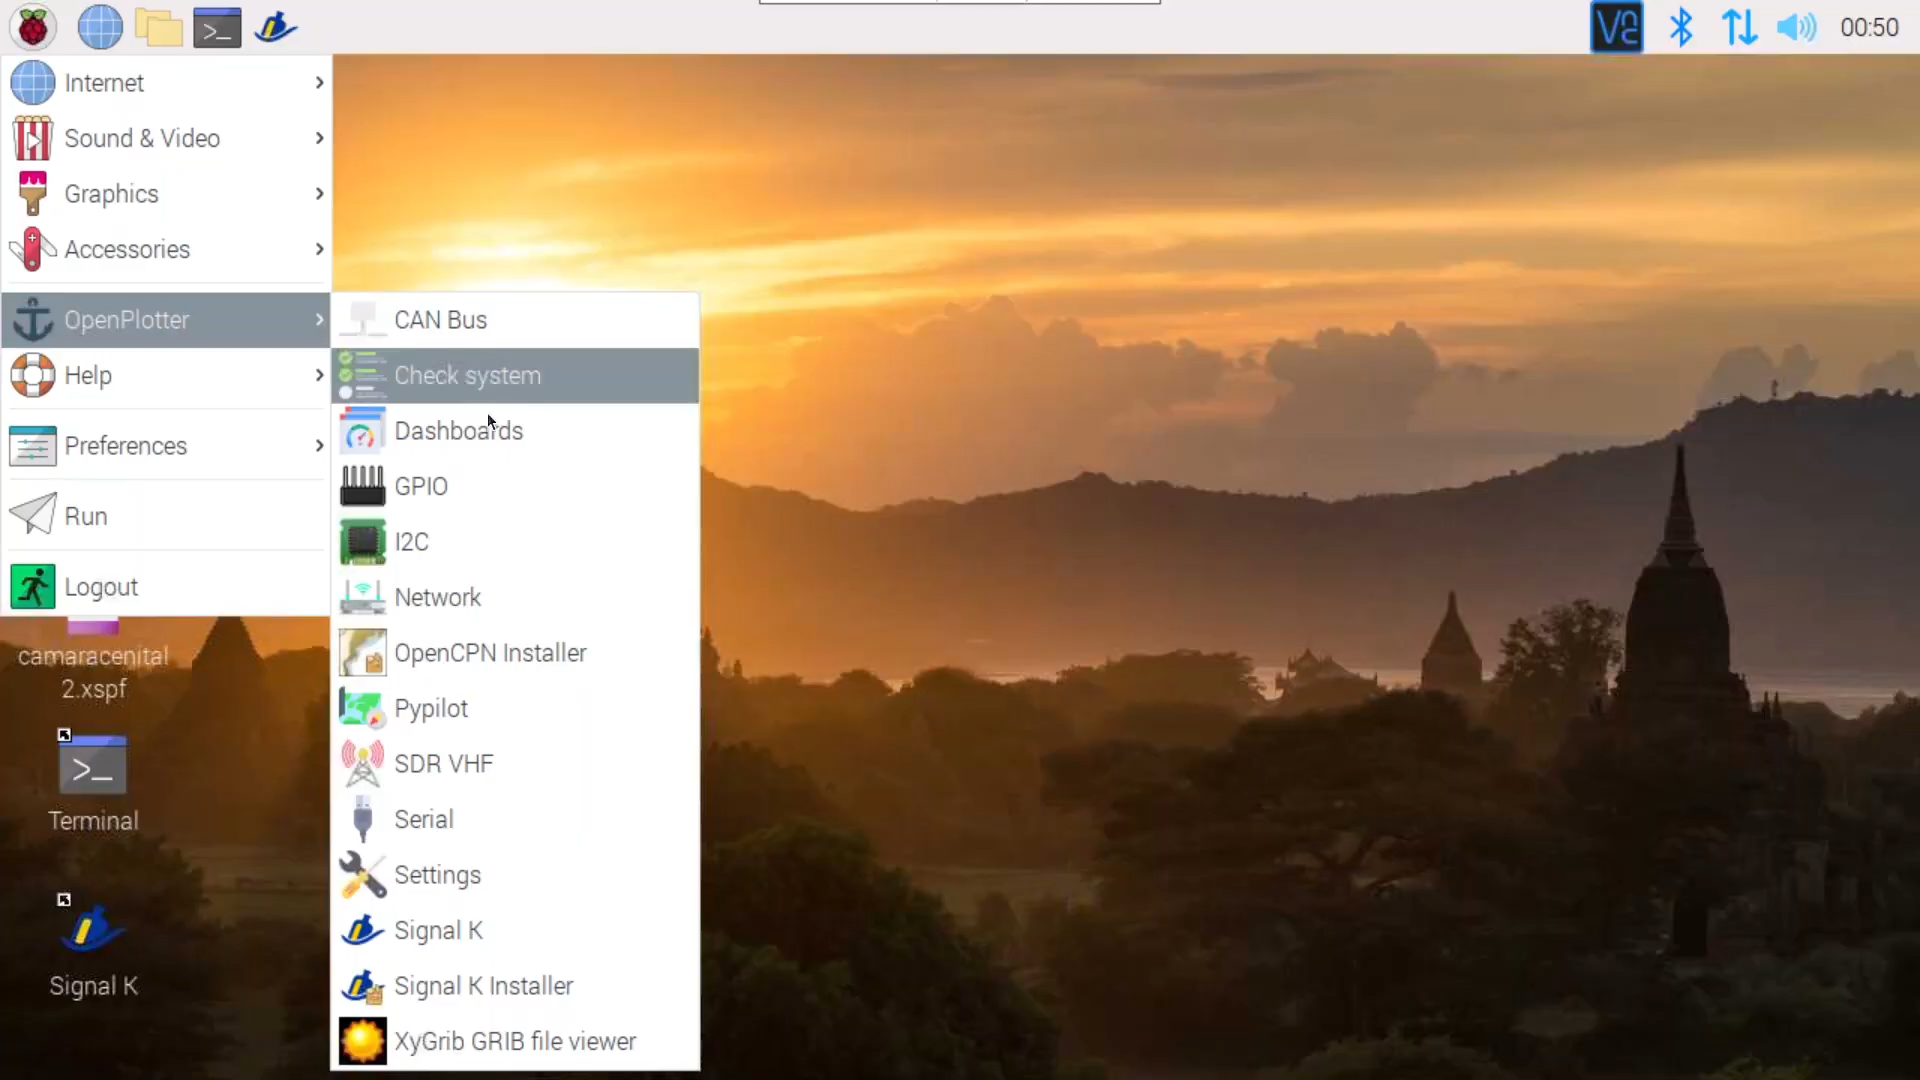 >_
VNC
00:50
Internet
Sound & Video
Graphics
Accessories
OpenPlotter
Help
Preferences
Run
Logout
CAN Bus
Check system
Dashboards
GPIO
I2C
Network
OpenCPN Installer
Pypilot
SDR VHF
Serial
Settings
Signal K
Signal K Installer
XyGrib GRIB file viewer
camaracenital
2.xspf
>_
Terminal
Signal K